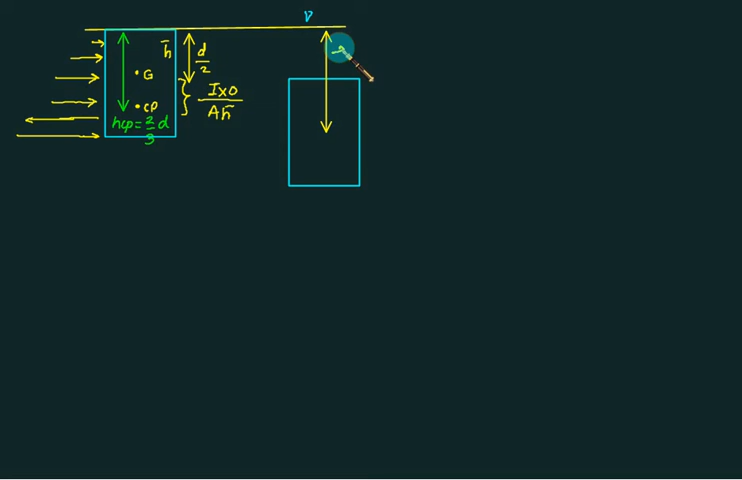 h̄
d
2
G
CP
Ixo
Ah̄
hcp = 2/3 d